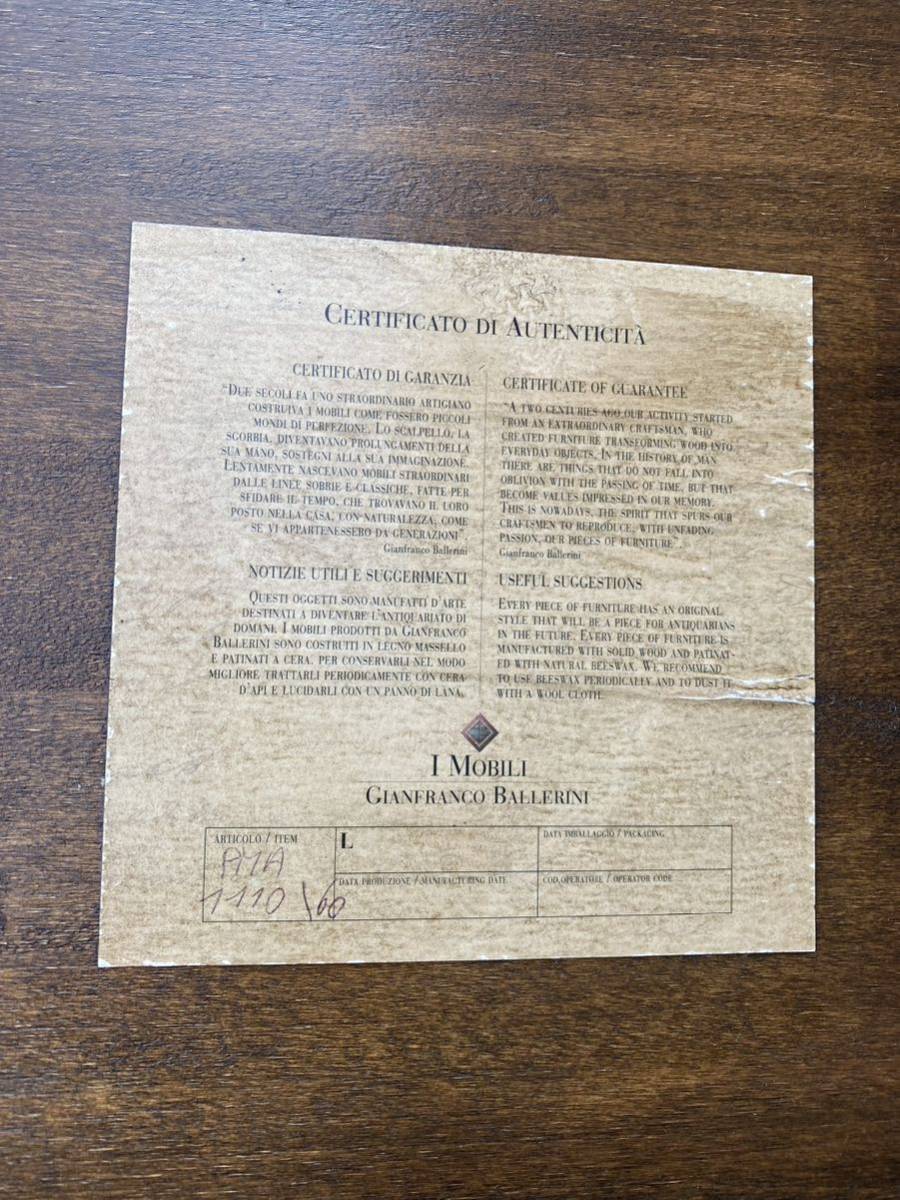 Certificato di Autenticità
Certificato di Garanzia
"Due secoli fa uno straordinario artigiano
costruiva i mobili come fossero piccoli
mondi di perfezione. Lo scalpello, la
sgorbia, diventavano prolungamenti della
sua mano, sostegni alla sua immaginazione.
Lentamente nascevano mobili straordinari
dalle linee sobrie e classiche, fatte per
sfidare il tempo, che trovavano il loro
posto nella casa, con naturalezza, come
se vi appartenessero da generazioni".
Gianfranco Ballerini
Notizie utili e suggerimenti
Questi oggetti sono manufatti d'arte
destinati a diventare l'antiquariato di
domani. I mobili prodotti da Gianfranco
Ballerini sono costruiti in legno massello
e patinati a cera. per conservarli nel modo
migliore trattarli periodicamente con cera
d'api e lucidarli con un panno di lana.
Certificate of Guarantee
"A two centuries ago our activity started
from an extraordinary craftsman, who
created furniture transforming wood into
everyday objects. In the history of man
there are things that do not fall into
oblivion with the passing of time, but that
become values impressed in our memory.
This is nowadays, the spirit that spurs our
craftsmen to reproduce, with unfading
passion, our pieces of furniture".
Gianfranco Ballerini
Useful suggestions
Every piece of furniture has an original
style that will be a piece for antiquarians
in the future. Every piece of furniture is
manufactured with solid wood and patinat-
ed with natural beeswax. We recommend
to use beeswax periodically and to dust it
with a wool cloth.
I Mobili
Gianfranco Ballerini
Articolo / Item
1110
L
Data imballaggio / Packacing
Data produzione / Manufacturing date
Cod.operatore / Operator code